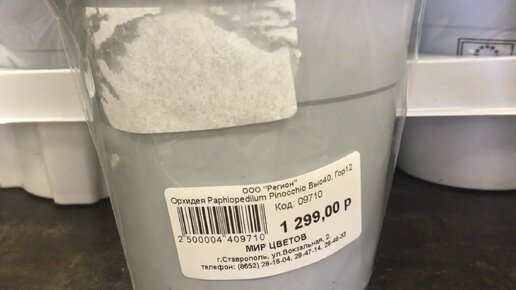 ООО "Регион"
Орхидея Paphiopedilum Pinocchio Выс40, Гор12
Код: 09710
1 299,00 р
2 500004 409710
МИР ЦВЕТОВ
г.Ставрополь, ул.Вокзальная, 2
телефон: (8652) 28-16-04, 28-47-14, 28-48-33